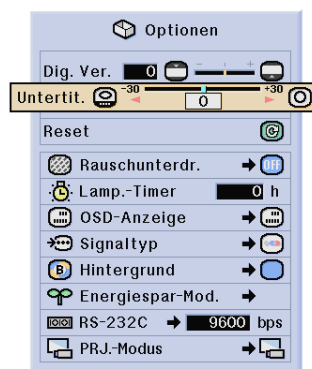 Optionen
Dig. Ver. 0 - +
Untertit. -30 0 +30
Reset
Rauschunterdr. OFF
Lamp.-Timer 0 h
OSD-Anzeige
Signaltyp
B Hintergrund
Energiespar-Mod.
RS-232C 9600 bps
PRJ.-Modus